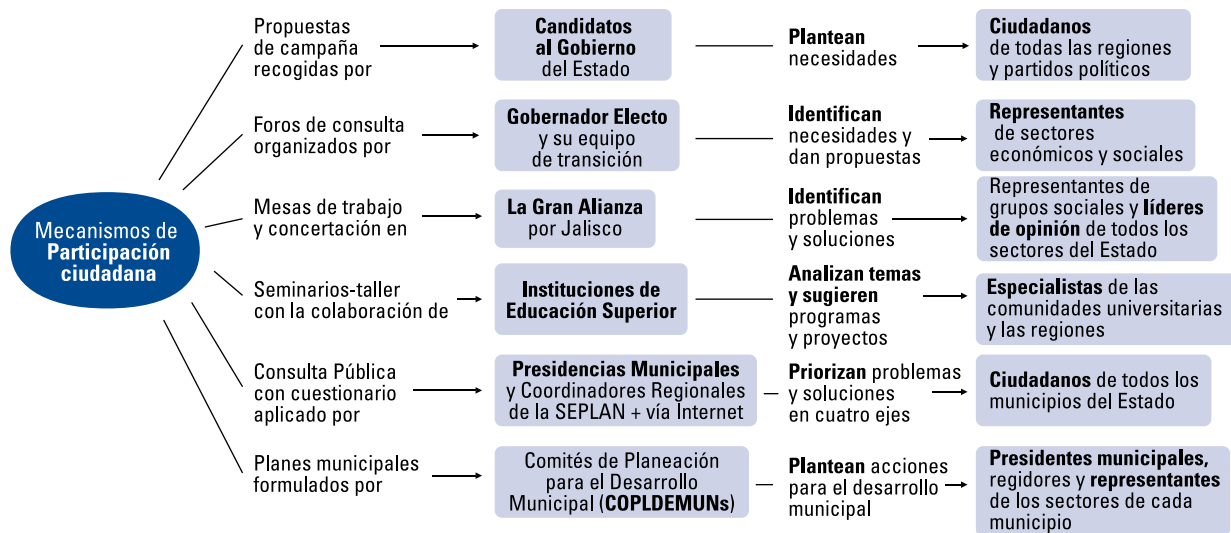 Mecanismos de
Participación
ciudadana
Propuestas
de campaña
recogidas por
Candidatos
al Gobierno
del Estado
Plantean
necesidades
Ciudadanos
de todas las regiones
y partidos políticos
Foros de consulta
organizados por
Gobernador Electo
y su equipo
de transición
Identifican
necesidades y
dan propuestas
Representantes
de sectores
económicos y sociales
Mesas de trabajo
y concertación en
La Gran Alianza
por Jalisco
Identifican
problemas
y soluciones
Representantes de
grupos sociales y líderes
de opinión de todos los
sectores del Estado
Seminarios-taller
con la colaboración de
Instituciones de
Educación Superior
Analizan temas
y sugieren
programas
y proyectos
Especialistas de las
comunidades universitarias
y las regiones
Consulta Pública
con cuestionario
aplicado por
Presidencias Municipales
y Coordinadores Regionales
de la SEPLAN + vía Internet
Priorizan problemas
y soluciones
en cuatro ejes
Ciudadanos de todos los
municipios del Estado
Planes municipales
formulados por
Comités de Planeación
para el Desarrollo
Municipal (COPLDEMUNs)
Plantean acciones
para el desarrollo
municipal
Presidentes municipales,
regidores y representantes
de los sectores de cada
municipio